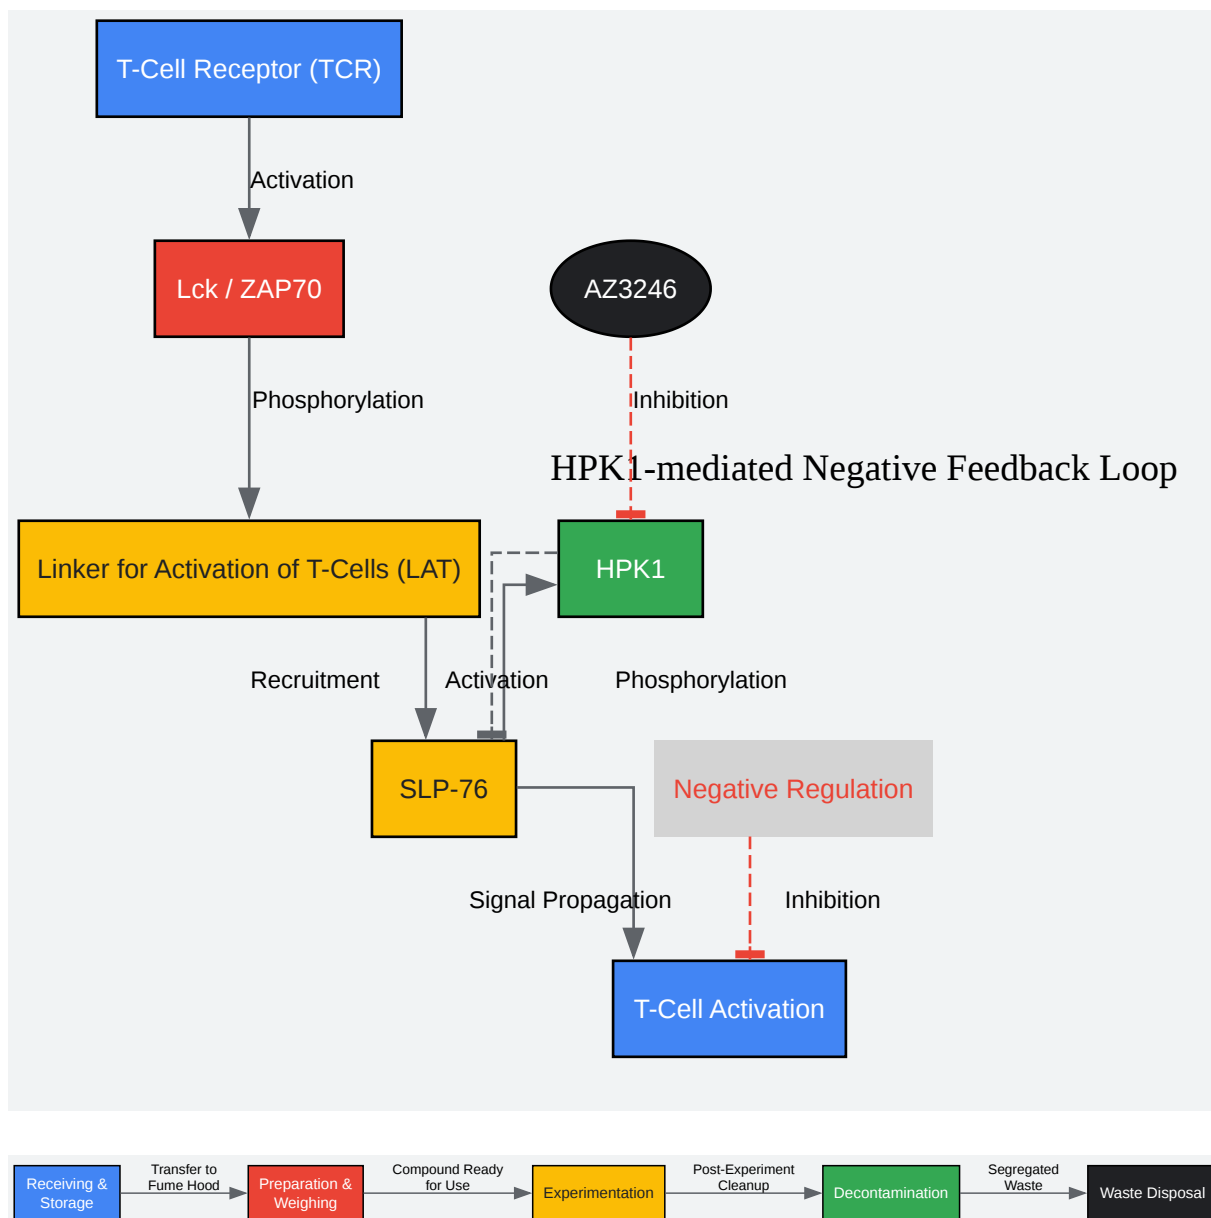 T-Cell Receptor (TCR)
Activation
Lck / ZAP70
AZ3246
Phosphorylation
Inhibition
HPK1-mediated Negative Feedback Loop
Linker for Activation of T-Cells (LAT)
HPK1
Recruitment
Activation
Phosphorylation
SLP-76
Negative Regulation
Signal Propagation
Inhibition
T-Cell Activation
Receiving &
Storage
Transfer to
Fume Hood
Preparation &
Weighing
Compound Ready
for Use
Experimentation
Post-Experiment
Cleanup
Decontamination
Segregated
Waste
Waste Disposal